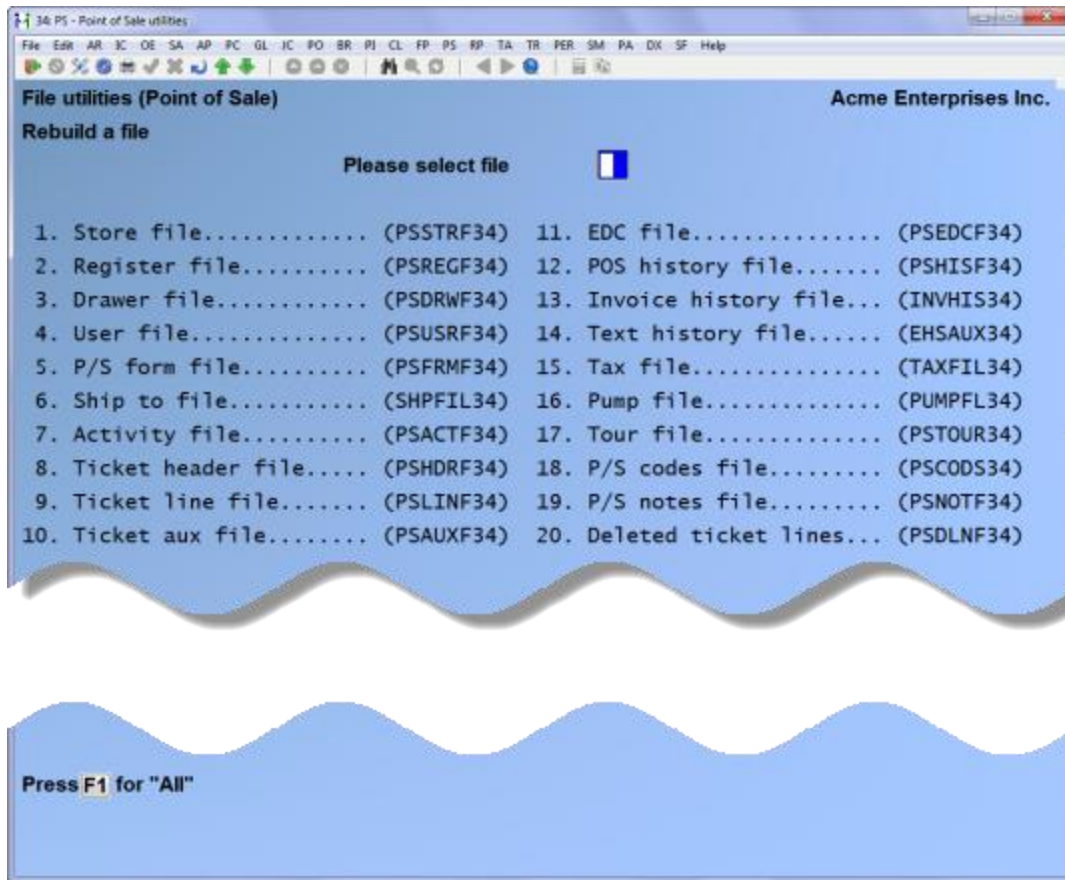 34: PS - Point of Sale utilities
File Edit AR IC OE SA AP PC GL JC PO BR PI CL FP PS RP TA TR PER SM PA DX SF Help
File utilities (Point of Sale) Acme Enterprises Inc.
Rebuild a file
Please select file
1. Store file............. (PSSTRF34) 11. EDC file............... (PSEDCF34)
2. Register file.......... (PSREGF34) 12. POS history file....... (PSHISF34)
3. Drawer file............ (PSDRWF34) 13. Invoice history file... (INVHIS34)
4. User file.............. (PSUSRF34) 14. Text history file...... (EHSAUX34)
5. P/S form file.......... (PSFRMF34) 15. Tax file............... (TAXFIL34)
6. Ship to file........... (SHPFIL34) 16. Pump file.............. (PUMPFL34)
7. Activity file.......... (PSACTF34) 17. Tour file.............. (PSTOUR34)
8. Ticket header file..... (PSHDRF34) 18. P/S codes file......... (PSCODS34)
9. Ticket line file....... (PSLINF34) 19. P/S notes file......... (PSNOTF34)
10. Ticket aux file........ (PSAUXF34) 20. Deleted ticket lines... (PSDLNF34)
Press F1 for "All"